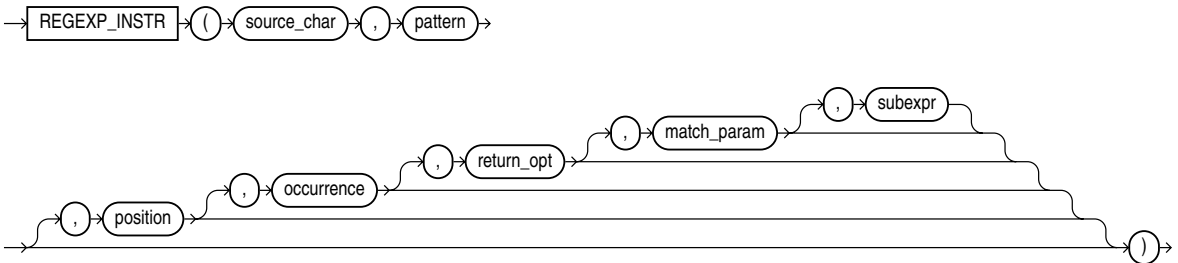 REGEXP_INSTR ( source_char , pattern
, subexpr
, match_param
, return_opt
, occurrence
, position
)